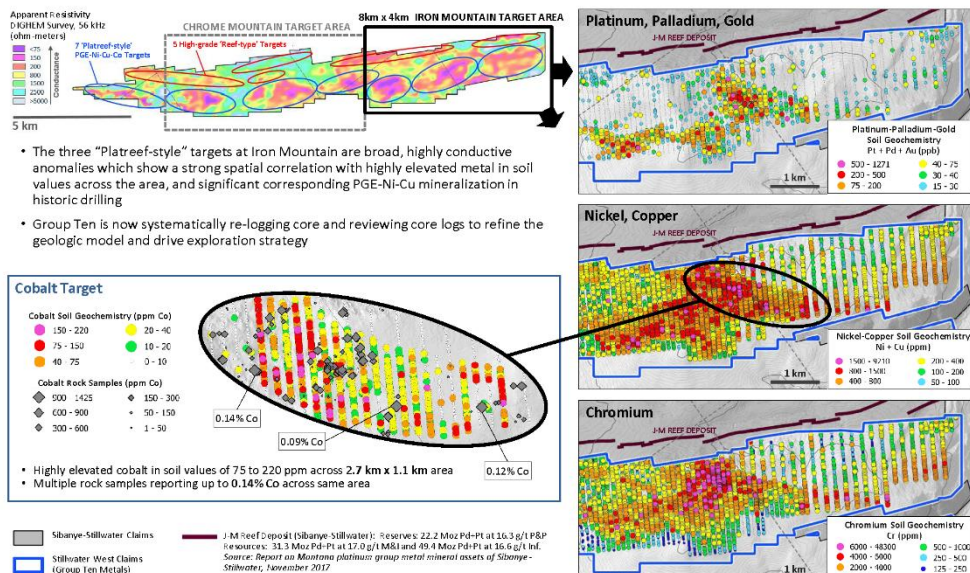 Apparent Resistivity
DIGHEM Survey, 56 kHz
(ohm-meters)
<75
75
150
200
800
1500
2500
>5000
Conductance
5 km
CHROME MOUNTAIN TARGET AREA
8km x 4km IRON MOUNTAIN TARGET AREA
7 'Platreef-style'
PGE-Ni-Cu-Co Targets
5 High-grade 'Reef-type' Targets
• The three "Platreef-style" targets at Iron Mountain are broad, highly conductive
anomalies which show a strong spatial correlation with highly elevated metal in soil
values across the area, and significant corresponding PGE-Ni-Cu mineralization in
historic drilling
• Group Ten is now systematically re-logging core and reviewing core logs to refine
the geologic model and drive exploration strategy
Cobalt Target
Cobalt Soil Geochemistry (ppm Co)
150 - 220
20 - 40
75 - 150
10 - 20
40 - 75
0 - 10
Cobalt Rock Samples (ppm Co)
900 1425
150 - 300
600 - 900
50 - 150
300 - 600
1 - 50
0.14% Co
0.09% Co
0.12% Co
• Highly elevated cobalt in soil values of 75 to 220 ppm across 2.7 km x 1.1 km area
• Multiple rock samples reporting up to 0.14% Co across same area
Sibanye-Stillwater Claims
Stillwater West Claims
(Group Ten Metals)
J-M Reef Deposit (Sibanye-Stillwater): Reserves: 22.2 Moz Pd+Pt at 16.3 g/t P&P
Resources: 31.3 Moz Pd+Pt at 17.0 g/t M&I and 49.4 Moz Pt+Pd at 16.6 g/t Inf.
Source: Report on Montana platinum group metal mineral assets of Sibanye-
Stillwater, November 2017
Platinum, Palladium, Gold
J-M REEF DEPOSIT
Platinum-Palladium-Gold
Soil Geochemistry
Pt + Pd + Au (ppb)
500 - 1271
40 - 75
200 - 500
30 - 40
75 - 200
15 - 30
1 km
Nickel, Copper
J-M REEF DEPOSIT
Nickel-Copper Soil Geochemistry
Ni + Cu (ppm)
1500 - 9210
200 - 400
800 - 1500
100 - 200
400 - 800
50 - 100
1 km
Chromium
J-M REEF DEPOSIT
Chromium Soil Geochemistry
Cr (ppm)
6000 - 48300
500 - 1000
4000 - 6000
250 - 500
2000 - 4000
125 - 250
1 km